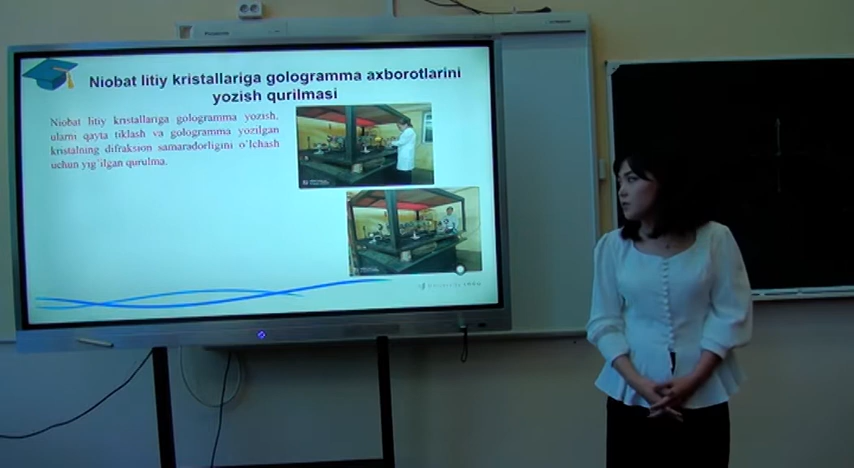 Niobat litiy kristallariga gologramma axborotlarini
yozish qurilmasi
Niobat litiy kristallariga gologramma yozish,
ularni qayta tiklash va gologramma yozilgan
kristalning difraksion samaradorligini o'lchash
uchun yig'ilgan qurulma.